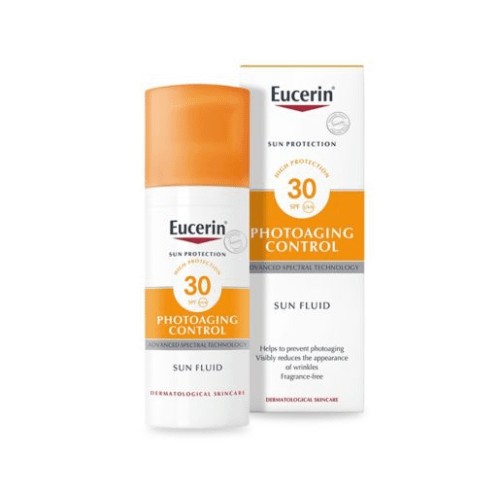 Eucerin
SUN PROTECTION
HIGH PROTECTION
30
SPF UVA
PHOTOAGING
CONTROL
ADVANCED SPECTRAL TECHNOLOGY
SUN FLUID
DERMATOLOGICAL SKINCARE
Eucerin
SUN PROTECTION
HIGH PROTECTION
30
SPF UVA
PHOTOAGING
CONTROL
ADVANCED SPECTRAL TECHNOLOGY
SUN FLUID
Helps to prevent photoaging
Visibly reduces the appearance
of wrinkles
Fragrance-free
DERMATOLOGICAL SKINCARE